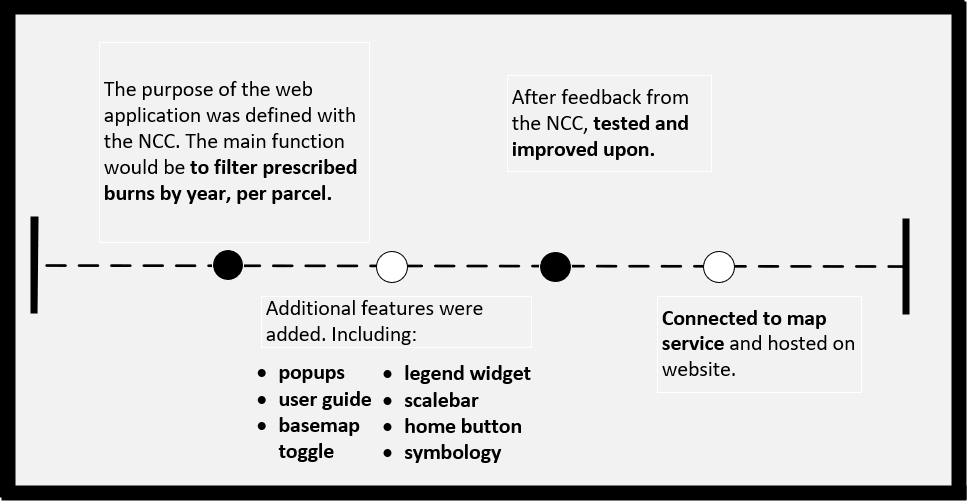 The purpose of the web
application was defined with
the NCC. The main function
would be to filter prescribed
burns by year, per parcel.
Additional features were
added. Including:
• popups
• user guide
• basemap
toggle
• legend widget
• scalebar
• home button
• symbology
After feedback from
the NCC, tested and
improved upon.
Connected to map
service and hosted on
website.